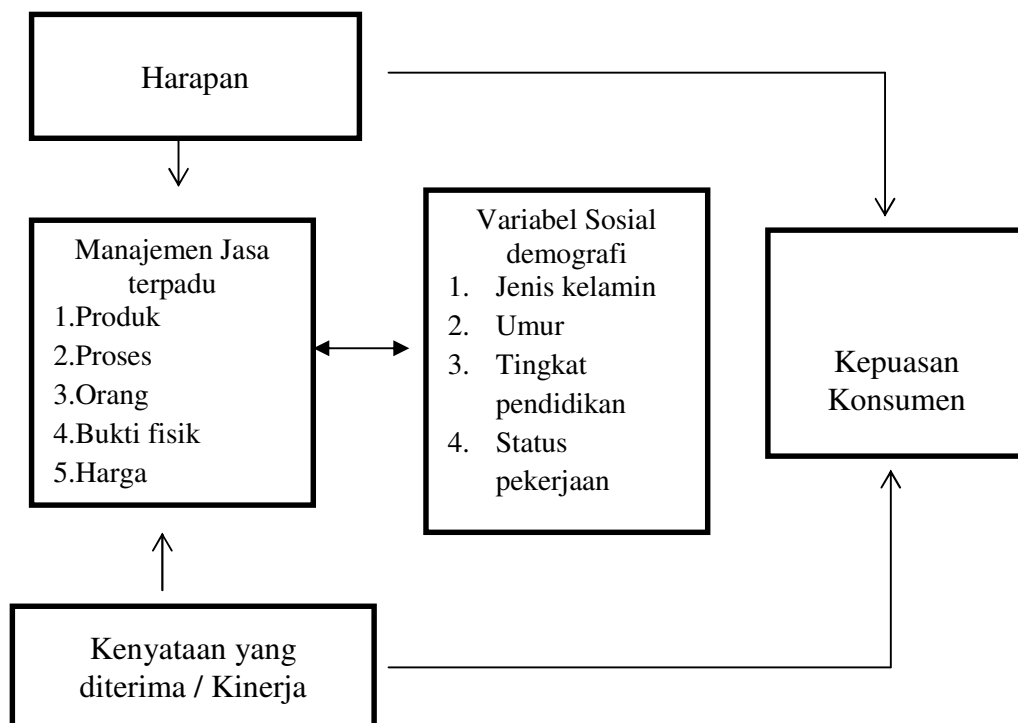 Harapan
Manajemen Jasa
terpadu
1.Produk
2.Proses
3.Orang
4.Bukti fisik
5.Harga
Variabel Sosial
demografi
1. Jenis kelamin
2. Umur
3. Tingkat
pendidikan
4. Status
pekerjaan
Kepuasan
Konsumen
Kenyataan yang
diterima / Kinerja